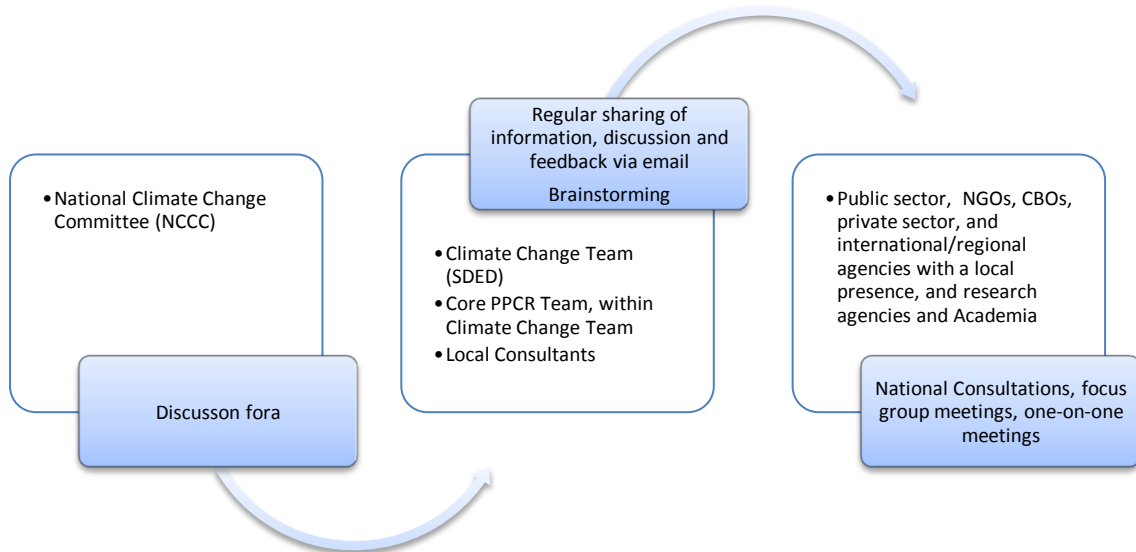 •National Climate Change
Committee (NCCC)
Discusson fora
Regular sharing of
information, discussion and
feedback via email
Brainstorming
•Climate Change Team
(SDED)
•Core PPCR Team, within
Climate Change Team
•Local Consultants
•Public sector, NGOs, CBOs,
private sector, and
international/regional
agencies with a local
presence, and research
agencies and Academia
National Consultations, focus
group meetings, one-on-one
meetings